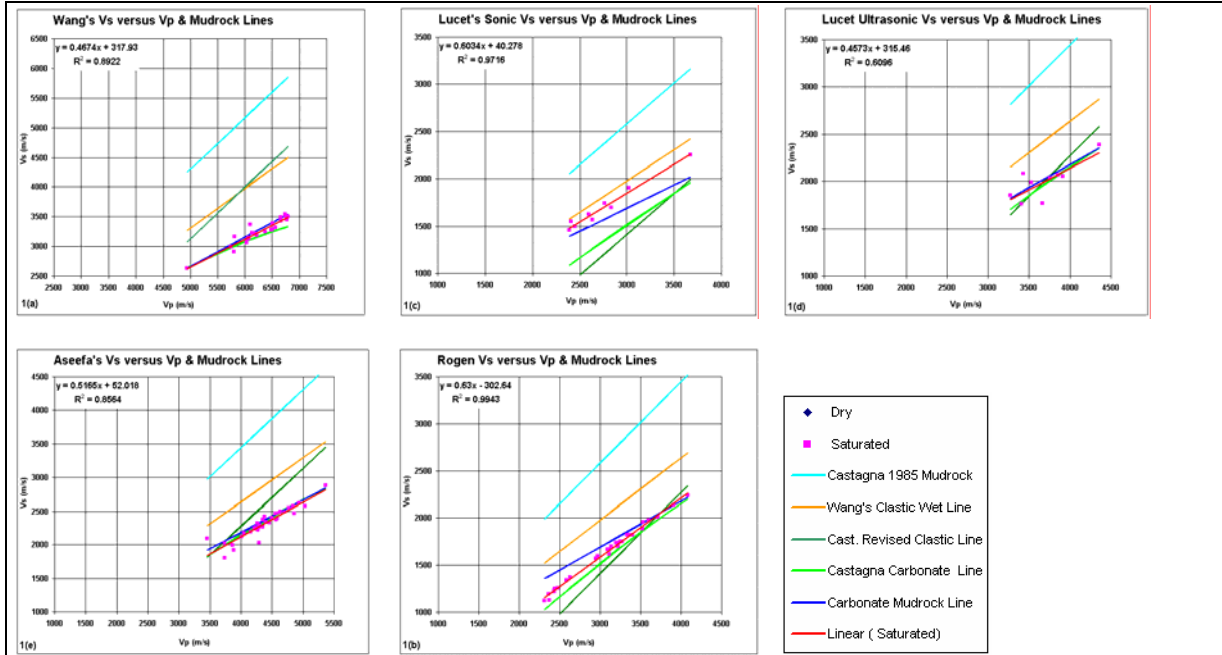 Wang's Vs versus Vp & Mudrock Lines
y = 0.4674x + 317.93
R² = 0.8922
Vs (m/s)
6500
6000
5500
5000
4500
4000
3500
3000
2500
2500 3000 3500 4000 4500 5000 5500 6000 6500 7000 7500
Vp (m/s)
1(a)
Lucet's Sonic Vs versus Vp & Mudrock Lines
y = 0.6034x + 40.278
R² = 0.9716
Vs (m/s)
3500
3000
2500
2000
1500
1000
1000 1500 2000 2500 3000 3500 4000 4500
Vp (m/s)
1(c)
Lucet Ultrasonic Vs versus Vp & Mudrock Lines
y = 0.4573x + 315.46
R² = 0.6096
Vs (m/s)
3500
3000
2500
2000
1500
1000
1000 1500 2000 2500 3000 3500 4000 4500
Vp (m/s)
1(d)
Aseefa's Vs versus Vp & Mudrock Lines
y = 0.5165x + 52.018
R² = 0.8564
Vs (m/s)
4500
4000
3500
3000
2500
2000
1500
1000
1000 1500 2000 2500 3000 3500 4000 4500 5000 5500
Vp (m/s)
1(e)
Rogen Vs versus Vp & Mudrock Lines
y = 0.63x - 302.64
R² = 0.9943
Vs (m/s)
3500
3000
2500
2000
1500
1000
1000 1500 2000 2500 3000 3500 4000 4500
Vp (m/s)
1(b)
Dry
Saturated
Castagna 1985 Mudrock
Wang's Clastic Wet Line
Cast. Revised Clastic Line
Castagna Carbonate Line
Carbonate Mudrock Line
Linear ( Saturated)